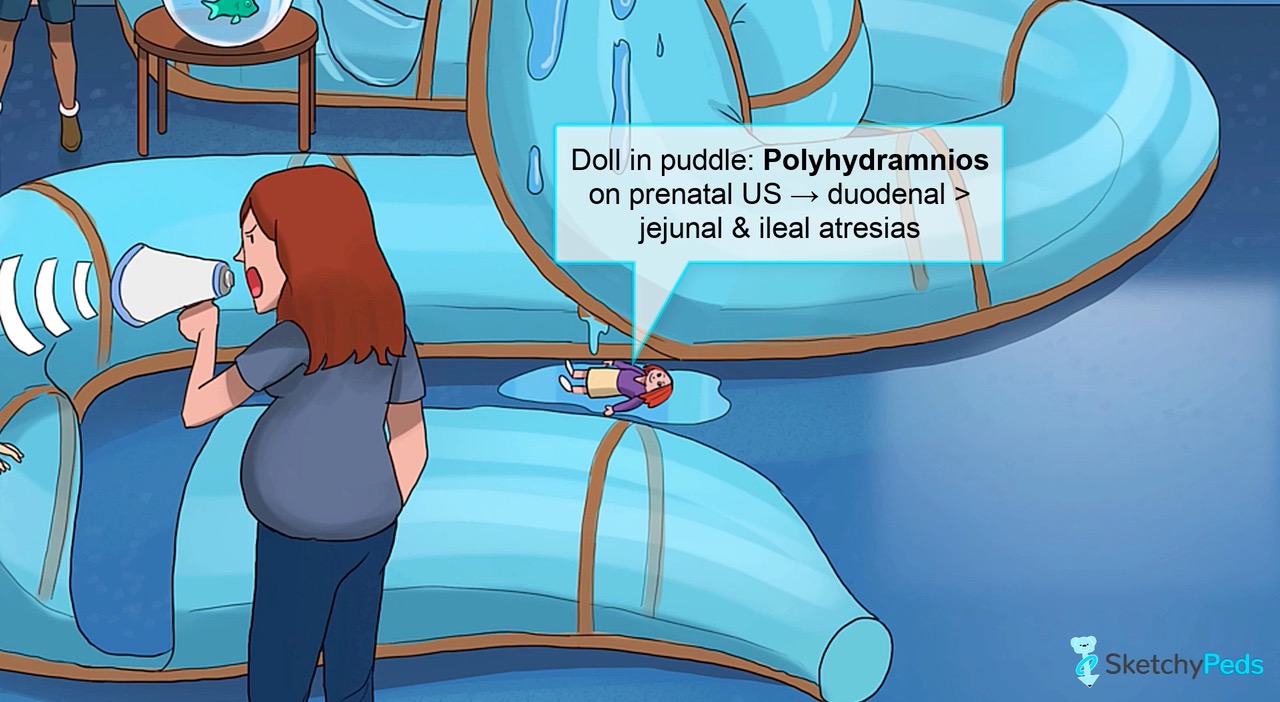 Doll in puddle: Polyhydramnios
on prenatal US → duodenal >
jejunal & ileal atresias
SketchyPeds